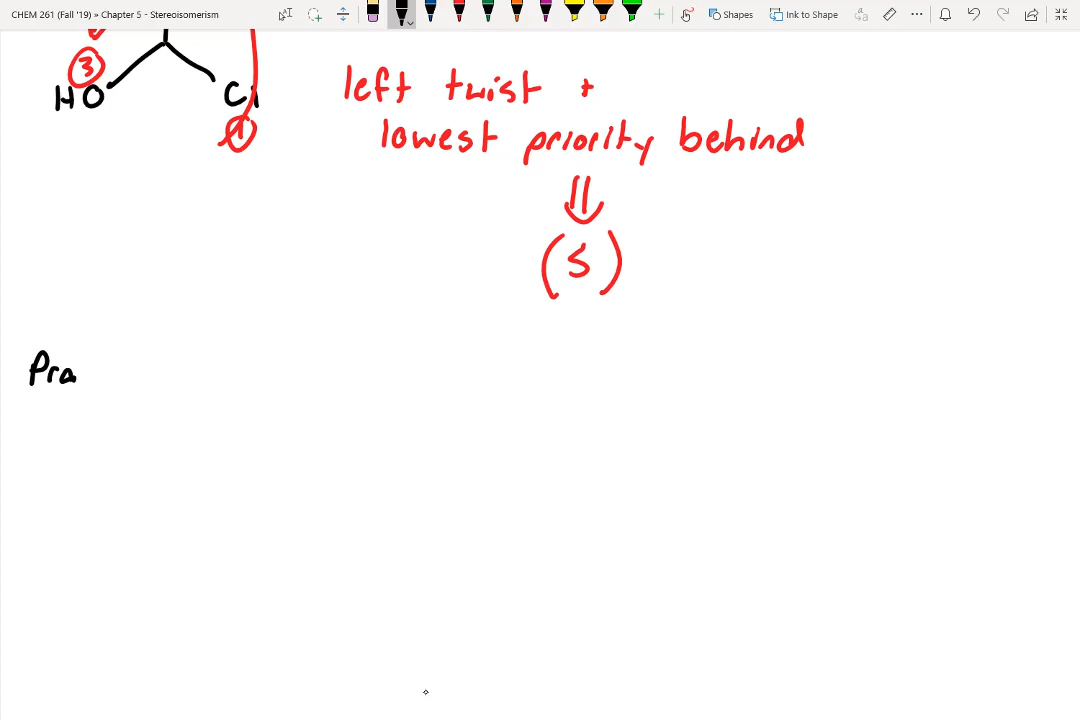 CHEM 261 (Fall '19) » Chapter 5 - Stereoisomerism
Shapes
Ink to Shape
3
HO
Cl
1
left twist +
lowest priority behind
(S)
Pra